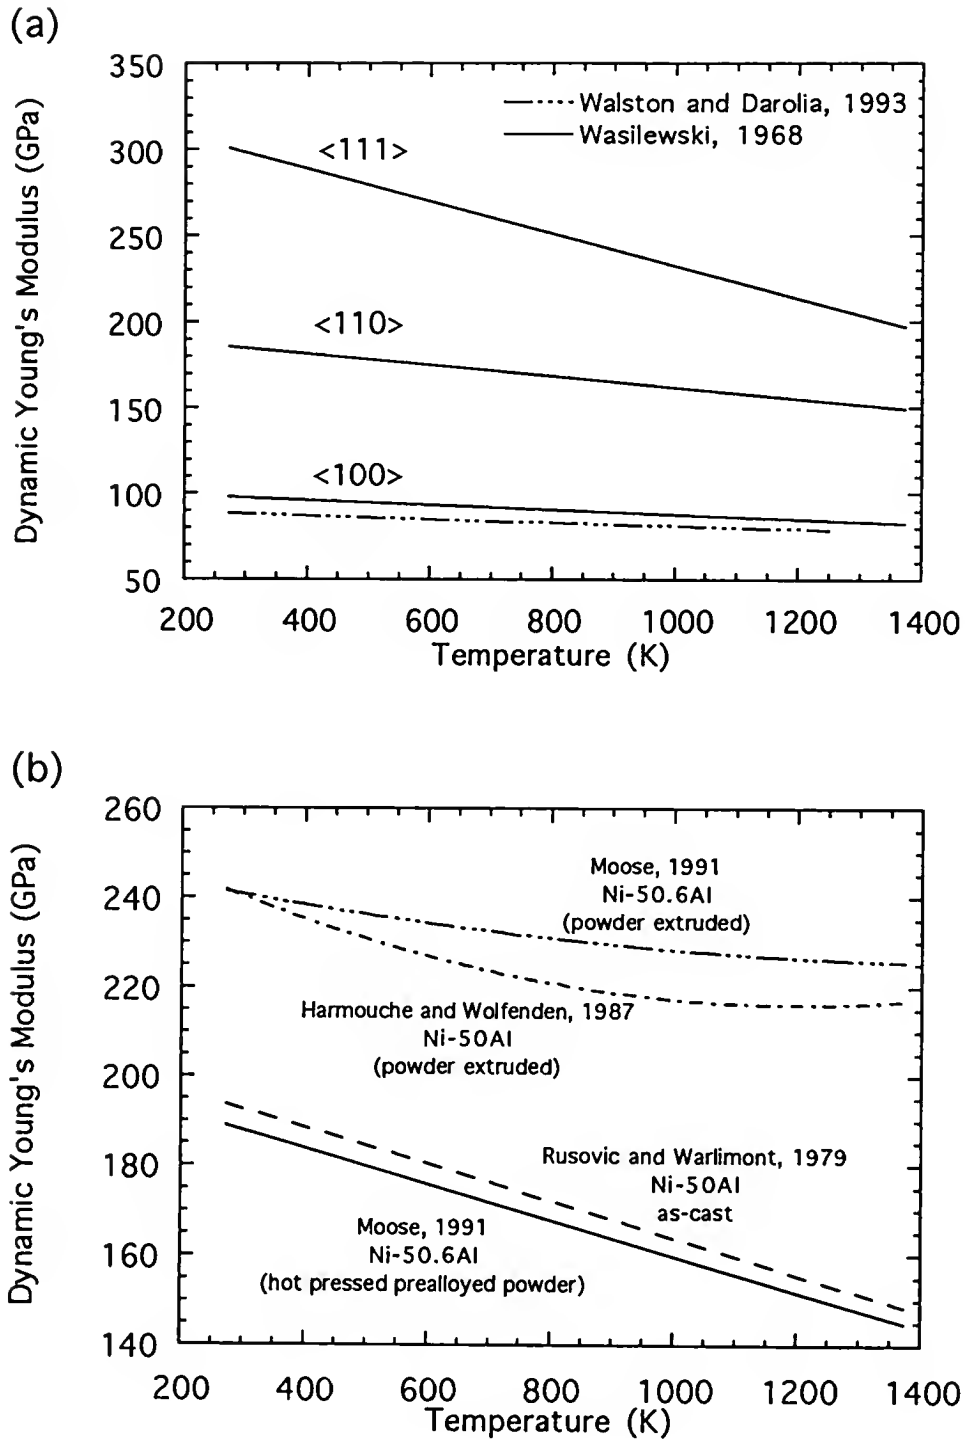 (a)
Dynamic Young's Modulus (GPa)
350
300
250
200
150
100
50
Walston and Darolia, 1993
Wasilewski, 1968
<111>
<110>
<100>
200 400 600 800 1000 1200 1400
Temperature (K)
(b)
Dynamic Young's Modulus (GPa)
260
240
220
200
180
160
140
Moose, 1991
Ni-50.6Al
(powder extruded)
Harmouche and Wolfenden, 1987
Ni-50Al
(powder extruded)
Rusovic and Warlimont, 1979
Ni-50Al
as-cast
Moose, 1991
Ni-50.6Al
(hot pressed prealloyed powder)
200 400 600 800 1000 1200 1400
Temperature (K)